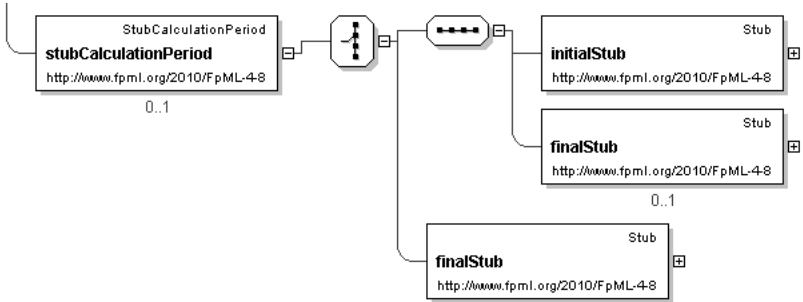 StubCalculationPeriod
stubCalculationPeriod
http://www.fpml.org/2010/FpML-4-8
0..1
Stub
initialStub
http://www.fpml.org/2010/FpML-4-8
Stub
finalStub
http://www.fpml.org/2010/FpML-4-8
0..1
Stub
finalStub
http://www.fpml.org/2010/FpML-4-8